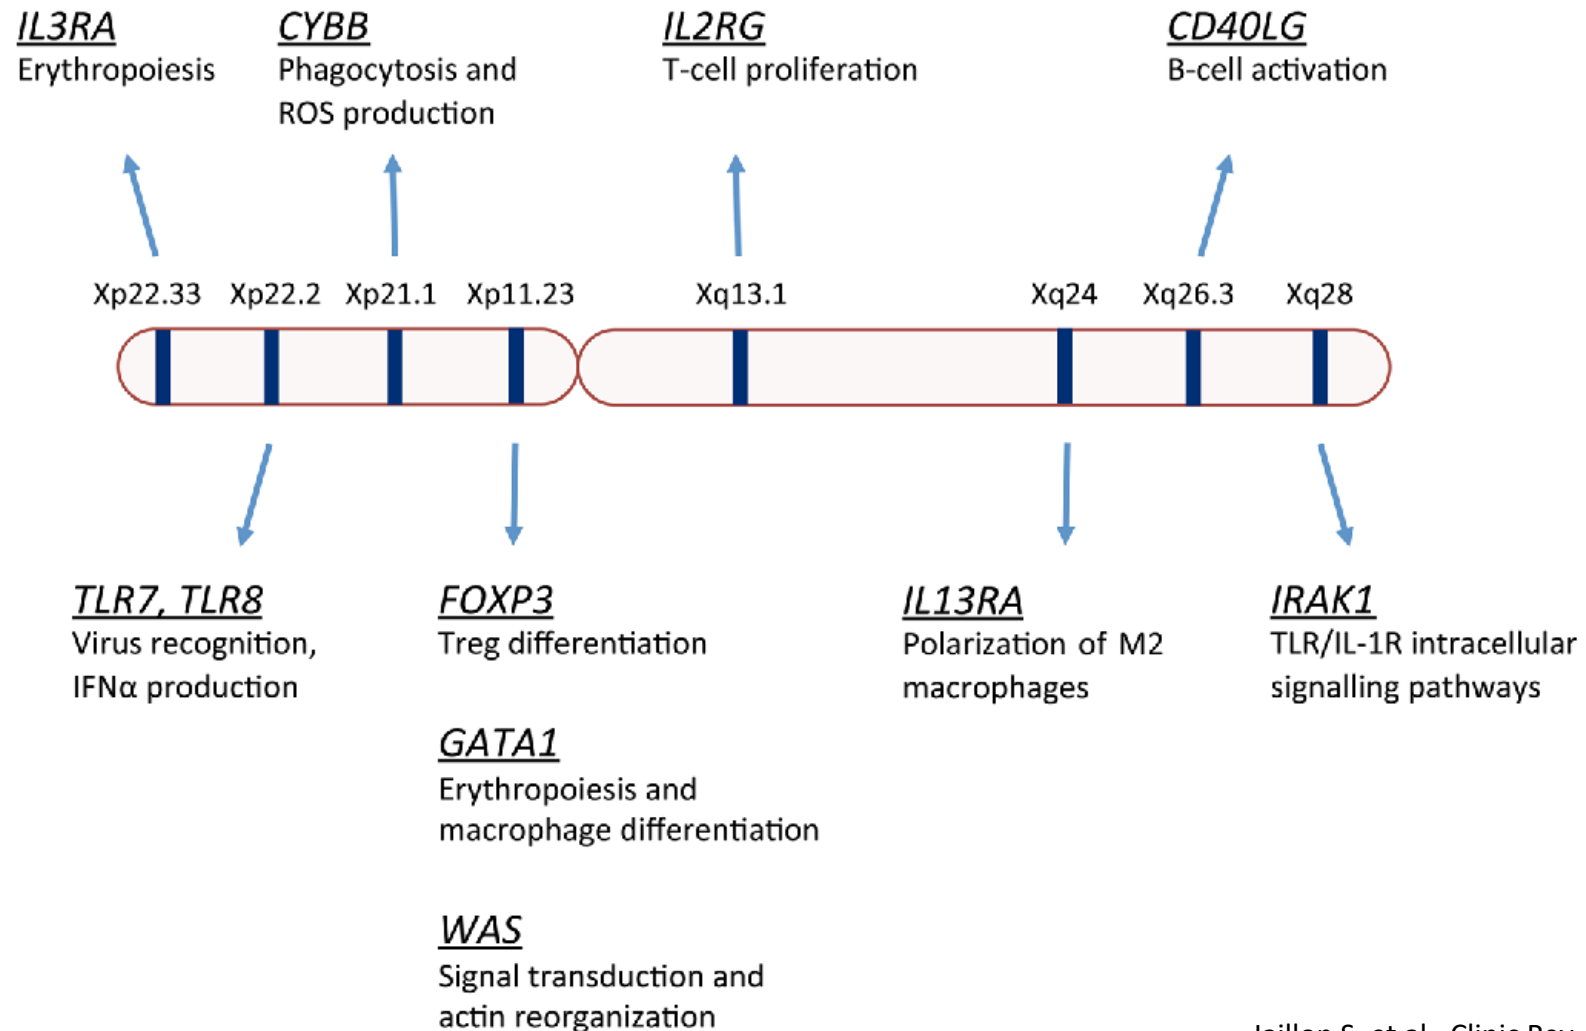 IL3RA
Erythropoiesis
CYBB
Phagocytosis and
ROS production
IL2RG
T-cell proliferation
CD40LG
B-cell activation
Xp22.33 Xp22.2 Xp21.1 Xp11.23 Xq13.1 Xq24 Xq26.3 Xq28
TLR7, TLR8
Virus recognition,
IFNα production
FOXP3
Treg differentiation
GATA1
Erythropoiesis and
macrophage differentiation
WAS
Signal transduction and
actin reorganization
IL13RA
Polarization of M2
macrophages
IRAK1
TLR/IL-1R intracellular
signalling pathways